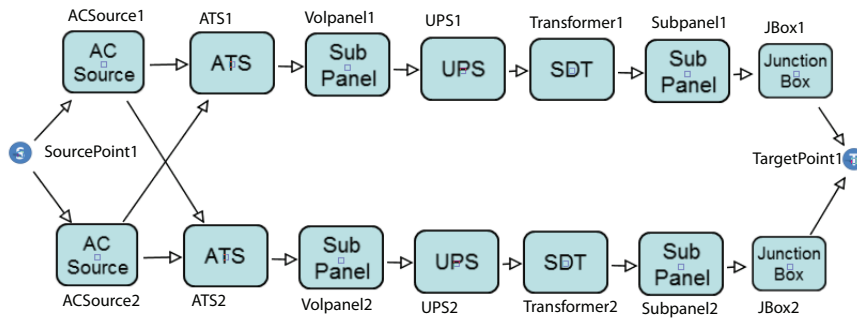 ACSource1
ATS1
Volpanel1
UPS1
Transformer1
Subpanel1
JBox1
AC
Source
ATS
Sub
Panel
UPS
SDT
Sub
Panel
Junction
Box
S
SourcePoint1
TargetPoint1
T
AC
Source
ATS
Sub
Panel
UPS
SDT
Sub
Panel
Junction
Box
ACSource2
ATS2
Volpanel2
UPS2
Transformer2
Subpanel2
JBox2